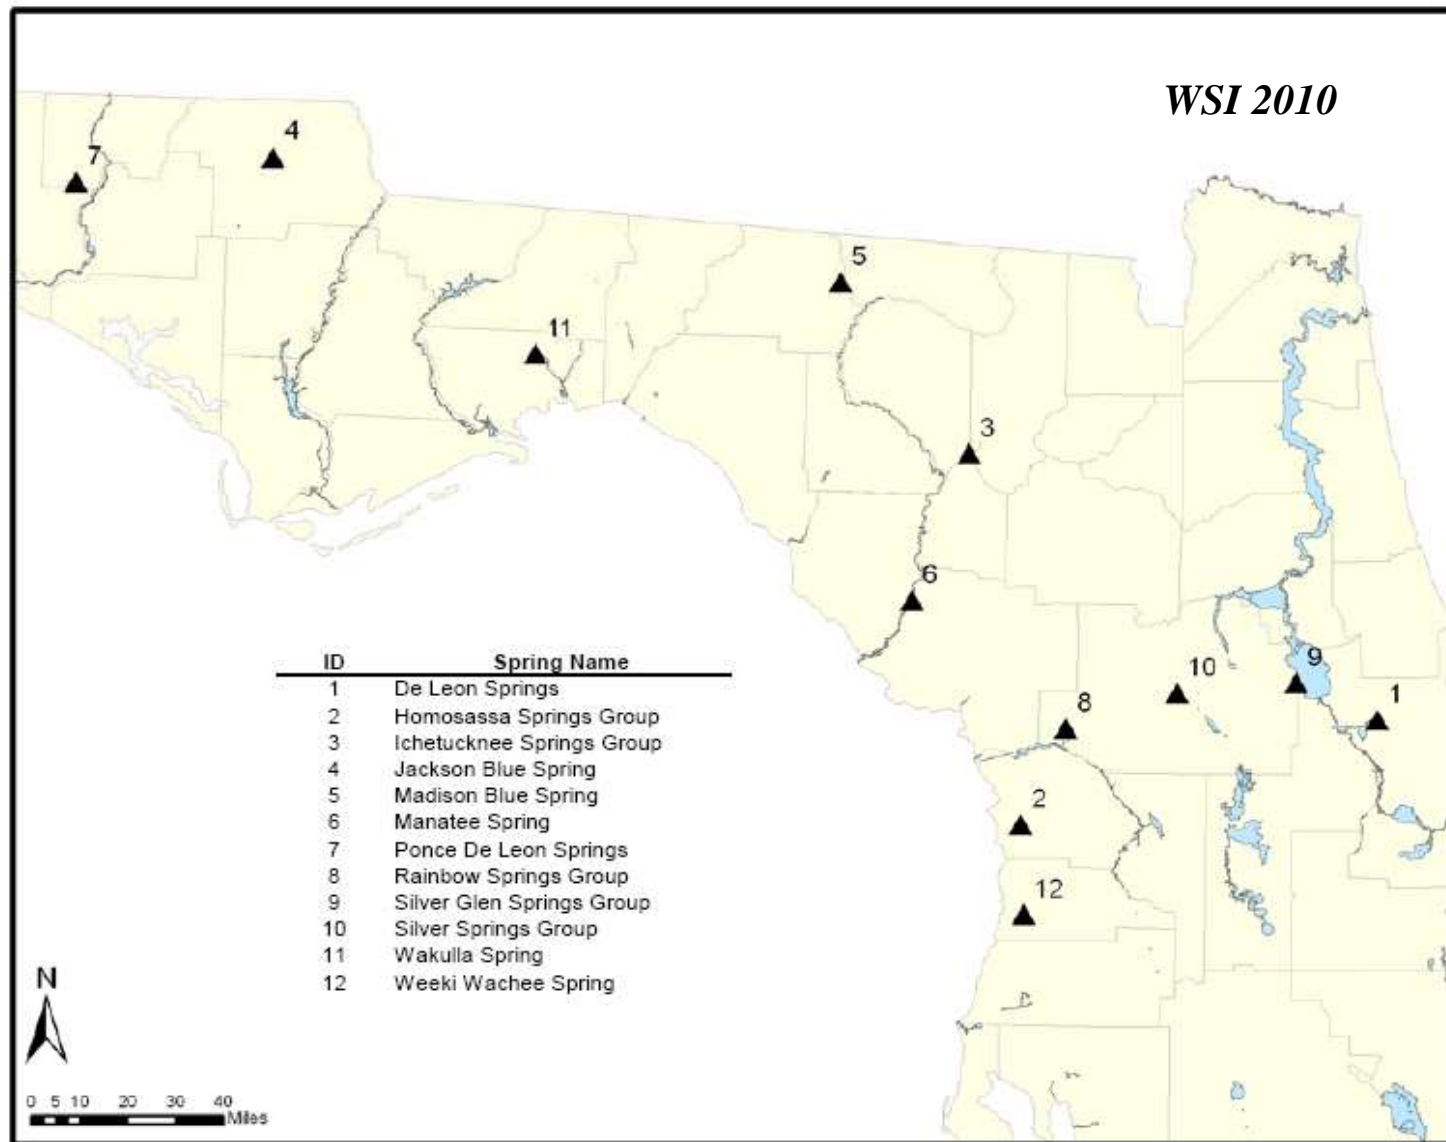 WSI 2010
4
7
5
11
3
6
10
9
8
1
2
12
ID Spring Name
1 De Leon Springs
2 Homosassa Springs Group
3 Ichetucknee Springs Group
4 Jackson Blue Spring
5 Madison Blue Spring
6 Manatee Spring
7 Ponce De Leon Springs
8 Rainbow Springs Group
9 Silver Glen Springs Group
10 Silver Springs Group
11 Wakulla Spring
12 Weeki Wachee Spring
N
0 5 10 20 30 40
Miles